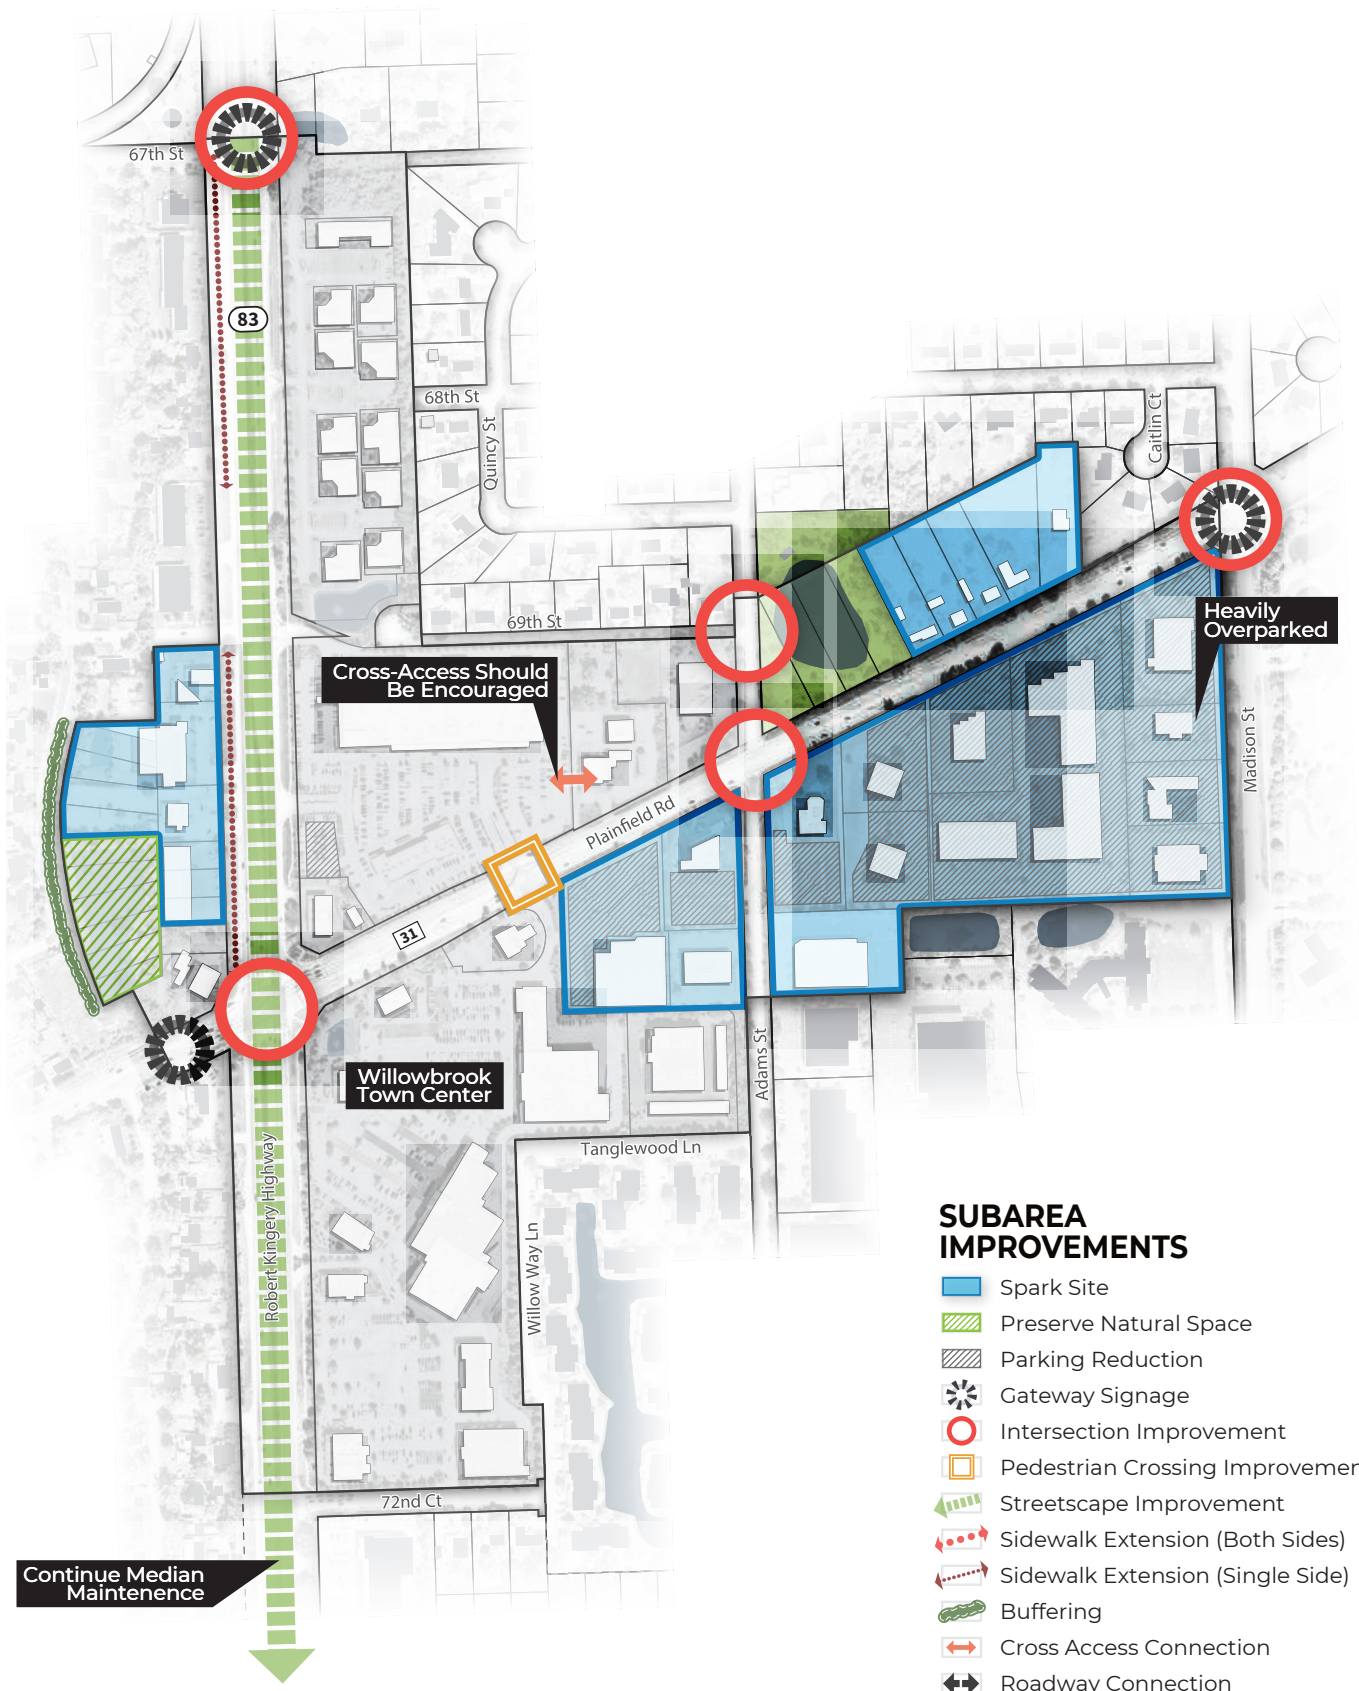 67th St
83
68th St
Quincy St
Caitlin Ct
69th St
Heavily
Overparked
Cross-Access Should
Be Encouraged
Madison St
Plainfield Rd
31
Willowbrook
Town Center
Adams St
Tanglewood Ln
Robert Kingery Highway
Willow Way Ln
72nd Ct
Continue Median
Maintenence
SUBAREA
IMPROVEMENTS
Spark Site
Preserve Natural Space
Parking Reduction
Gateway Signage
Intersection Improvement
Pedestrian Crossing Improvemen
Streetscape Improvement
Sidewalk Extension (Both Sides)
Sidewalk Extension (Single Side)
Buffering
Cross Access Connection
Roadway Connection